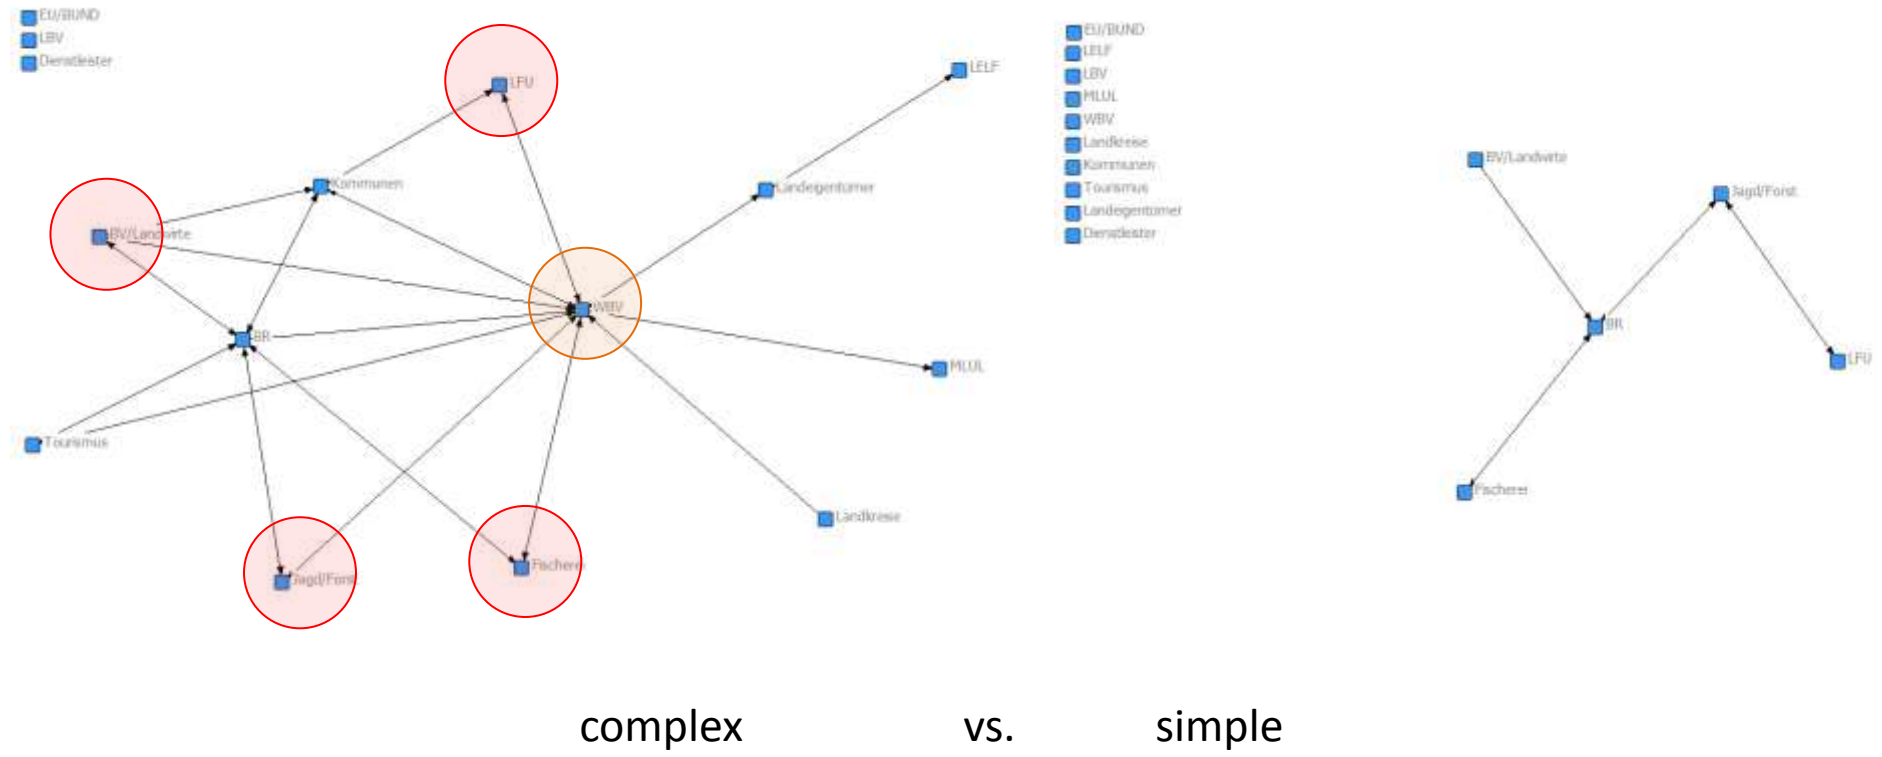 EU/BUND
LBV
Dienstleister
LFU
LELF
Kommunen
Landeigentümer
BV/Landwirte
WBV
BR
MLUL
Tourismus
Landkreise
Jagd/Forst
Fischerei
EU/BUND
LELF
LBV
MLUL
WBV
Landkreise
Kommunen
Tourismus
Landeigentümer
Dienstleister
BV/Landwirte
Jagd/Forst
BR
LFU
Fischerei
complex vs. simple